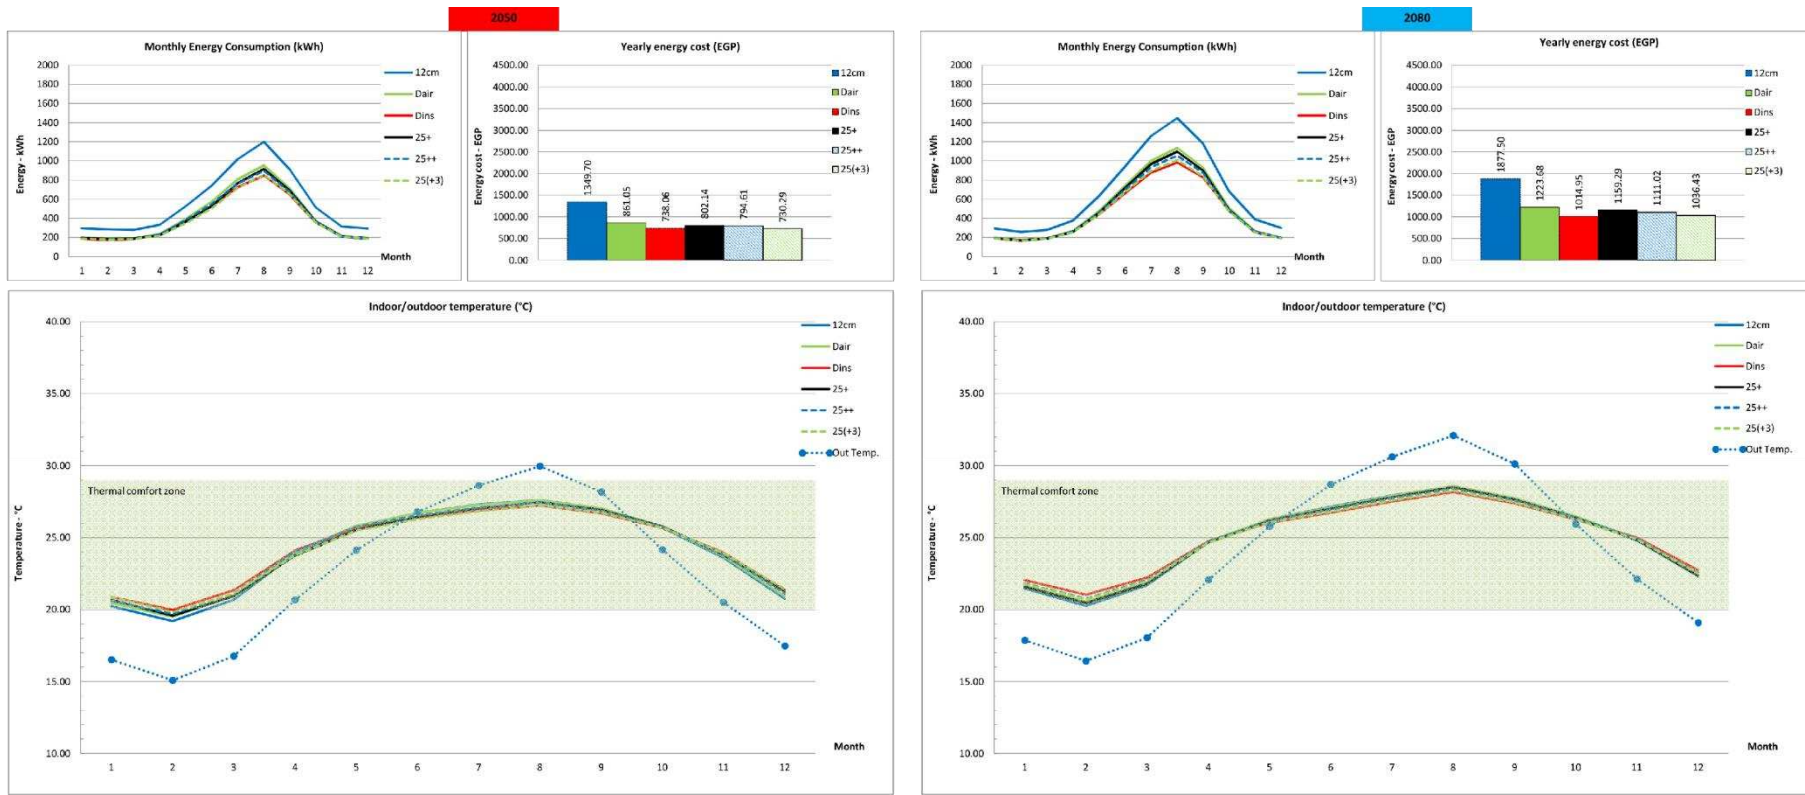 2050
Monthly Energy Consumption (kWh)
2000
1800
1600
1400
1200
1000
800
600
400
200
0
Energy - kWh
1 2 3 4 5 6 7 8 9 10 11 12
Month
12cm
Dair
Dins
25+
25++
25(+3)
Yearly energy cost (EGP)
4500.00
4000.00
3500.00
3000.00
2500.00
2000.00
1500.00
1000.00
500.00
0.00
Energy cost - EGP
1349.70
861.05
738.06
802.14
794.61
730.29
12cm
Dair
Dins
25+
25++
25(+3)
Indoor/outdoor temperature (°C)
40.00
35.00
30.00
25.00
20.00
15.00
10.00
Temperature - °C
Thermal comfort zone
12cm
Dair
Dins
25+
25++
25(+3)
Out Temp.
Month
1 2 3 4 5 6 7 8 9 10 11 12
2080
Monthly Energy Consumption (kWh)
2000
1800
1600
1400
1200
1000
800
600
400
200
0
Energy - kWh
1 2 3 4 5 6 7 8 9 10 11 12
Month
12cm
Dair
Dins
25+
25++
25(+3)
Yearly energy cost (EGP)
4500.00
4000.00
3500.00
3000.00
2500.00
2000.00
1500.00
1000.00
500.00
0.00
Energy cost - EGP
1877.50
1223.68
1014.95
1159.29
1111.02
1036.43
12cm
Dair
Dins
25+
25++
25(+3)
Indoor/outdoor temperature (°C)
40.00
35.00
30.00
25.00
20.00
15.00
10.00
Temperature - °C
Thermal comfort zone
12cm
Dair
Dins
25+
25++
25(+3)
Out Temp.
Month
1 2 3 4 5 6 7 8 9 10 11 12